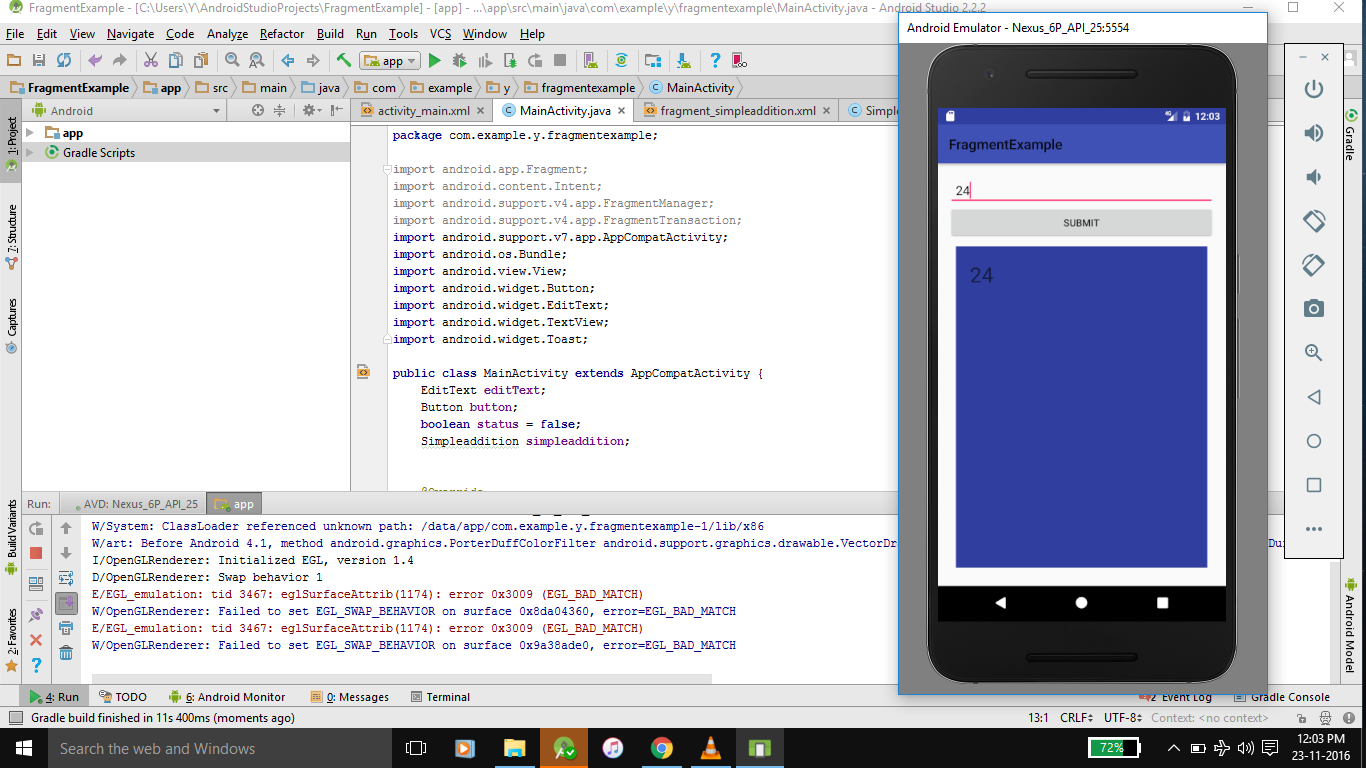 FragmentExample - [C:\Users\Y\AndroidStudioProjects\FragmentExample] - [app] - ...\app\src\main\java\com\example\y\fragmentexample\MainActivity.java - Android Studio 2.2.2
File Edit View Navigate Code Analyze Refactor Build Run Tools VCS Window Help
app
FragmentExample app src main java com example y fragmentexample MainActivity
Android
activity_main.xml MainActivity.java fragment_simpleaddition.xml Simpl
1: Project
7: Structure
Captures
Build Variants
2: Favorites
app
Gradle Scripts
package com.example.y.fragmentexample;
import android.app.Fragment;
import android.content.Intent;
import android.support.v4.app.FragmentManager;
import android.support.v4.app.FragmentTransaction;
import android.support.v7.app.AppCompatActivity;
import android.os.Bundle;
import android.view.View;
import android.widget.Button;
import android.widget.EditText;
import android.widget.TextView;
import android.widget.Toast;
public class MainActivity extends AppCompatActivity {
EditText editText;
Button button;
boolean status = false;
Simpleaddition simpleaddition;
@Override
Android Emulator - Nexus_6P_API_25:5554
12:03
FragmentExample
24
SUBMIT
24
Gradle
Android Model
Run: AVD: Nexus_6P_API_25 app
W/System: ClassLoader referenced unknown path: /data/app/com.example.y.fragmentexample-1/lib/x86
W/art: Before Android 4.1, method android.graphics.PorterDuffColorFilter android.support.graphics.drawable.VectorDr
I/OpenGLRenderer: Initialized EGL, version 1.4
D/OpenGLRenderer: Swap behavior 1
E/EGL_emulation: tid 3467: eglSurfaceAttrib(1174): error 0x3009 (EGL_BAD_MATCH)
W/OpenGLRenderer: Failed to set EGL_SWAP_BEHAVIOR on surface 0x8da04360, error=EGL_BAD_MATCH
E/EGL_emulation: tid 3467: eglSurfaceAttrib(1174): error 0x3009 (EGL_BAD_MATCH)
W/OpenGLRenderer: Failed to set EGL_SWAP_BEHAVIOR on surface 0x9a38ade0, error=EGL_BAD_MATCH
4: Run TODO 6: Android Monitor 0: Messages Terminal 2 Event Log Gradle Console
Gradle build finished in 11s 400ms (moments ago) 13:1 CRLF UTF-8 Context: <no context>
Search the web and Windows 72% 12:03 PM
23-11-2016